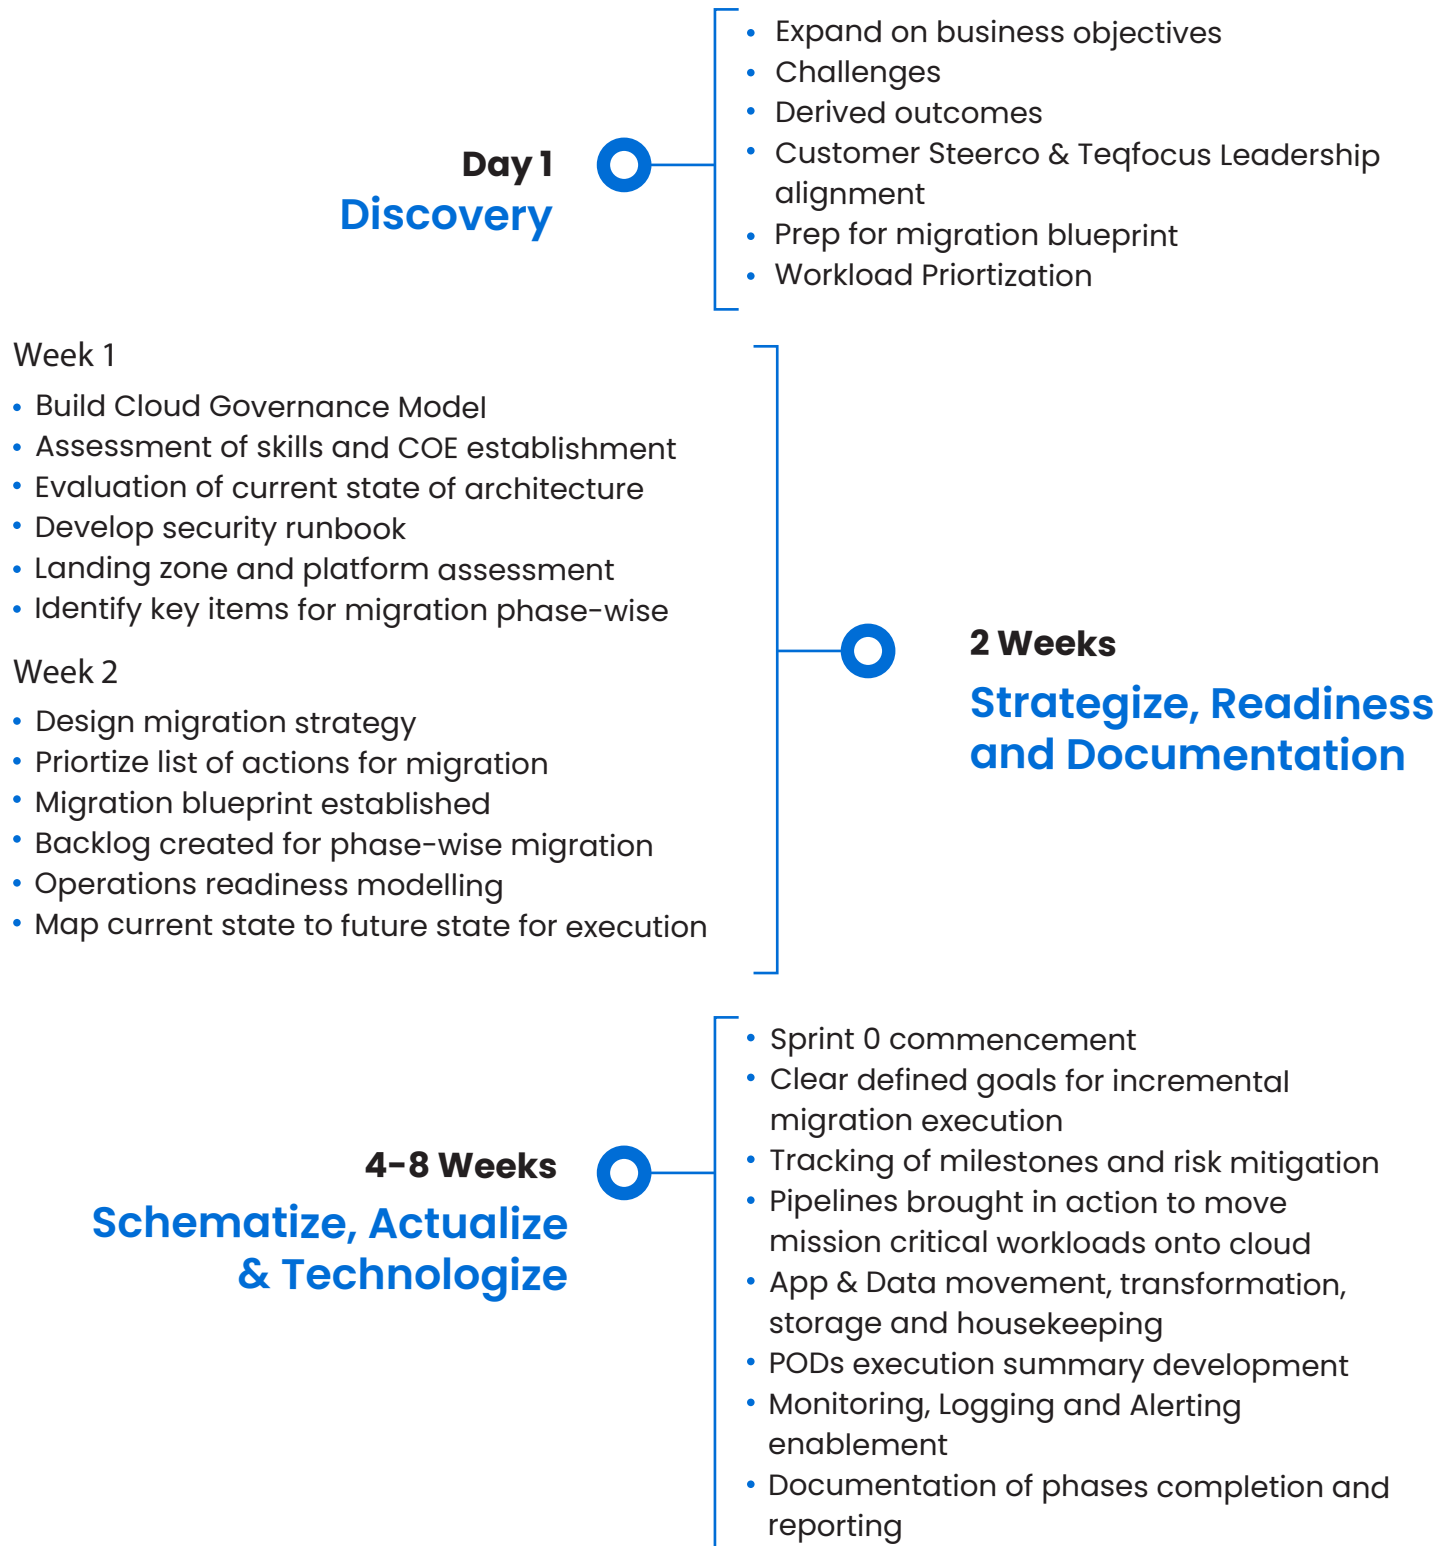 Day 1
Discovery
• Expand on business objectives
• Challenges
• Derived outcomes
• Customer Steerco & Teqfocus Leadership
alignment
• Prep for migration blueprint
• Workload Priortization
Week 1
• Build Cloud Governance Model
• Assessment of skills and COE establishment
• Evaluation of current state of architecture
• Develop security runbook
• Landing zone and platform assessment
• Identify key items for migration phase-wise
Week 2
• Design migration strategy
• Priortize list of actions for migration
• Migration blueprint established
• Backlog created for phase-wise migration
• Operations readiness modelling
• Map current state to future state for execution
2 Weeks
Strategize, Readiness
and Documentation
4-8 Weeks
Schematize, Actualize
& Technologize
• Sprint 0 commencement
• Clear defined goals for incremental
migration execution
• Tracking of milestones and risk mitigation
• Pipelines brought in action to move
mission critical workloads onto cloud
• App & Data movement, transformation,
storage and housekeeping
• PODs execution summary development
• Monitoring, Logging and Alerting
enablement
• Documentation of phases completion and
reporting